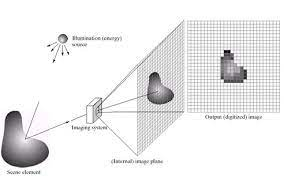 Illumination (energy)
source
Imaging system
(Internal) image plane
Output (digitized) image
Scene element